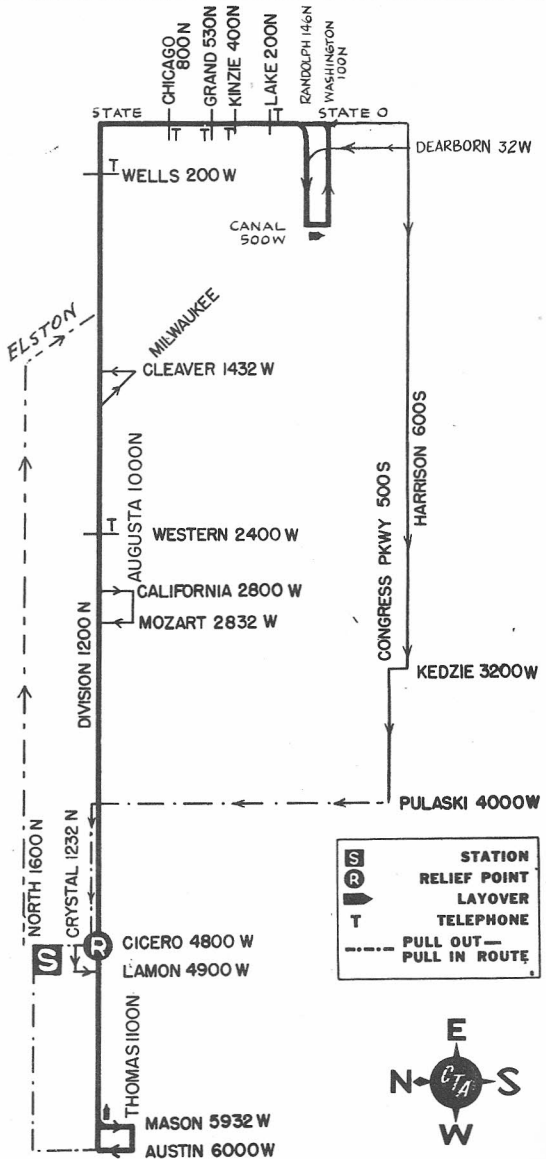 CHICAGO
800N
GRAND 530N
KINZIE 400N
LAKE 200N
RANDOLPH 146N
WASHINGTON
100N
STATE
STATE 0
T
T
T
T
DEARBORN 32W
T
WELLS 200 W
CANAL
500W
ELSTON
MILWAUKEE
CLEAVER 1432 W
AUGUSTA 1000N
CONGRESS PKWY 500S
HARRISON 600S
T
WESTERN 2400 W
CALIFORNIA 2800 W
MOZART 2832 W
DIVISION 1200 N
KEDZIE 3200W
PULASKI 4000W
NORTH 1600 N
CRYSTAL 1232 N
S
R
CICERO 4800 W
LAMON 4900 W
S STATION
R RELIEF POINT
LAYOVER
T TELEPHONE
PULL OUT—
PULL IN ROUTE
THOMAS 1100N
MASON 5932 W
AUSTIN 6000W
E
N CTA S
W